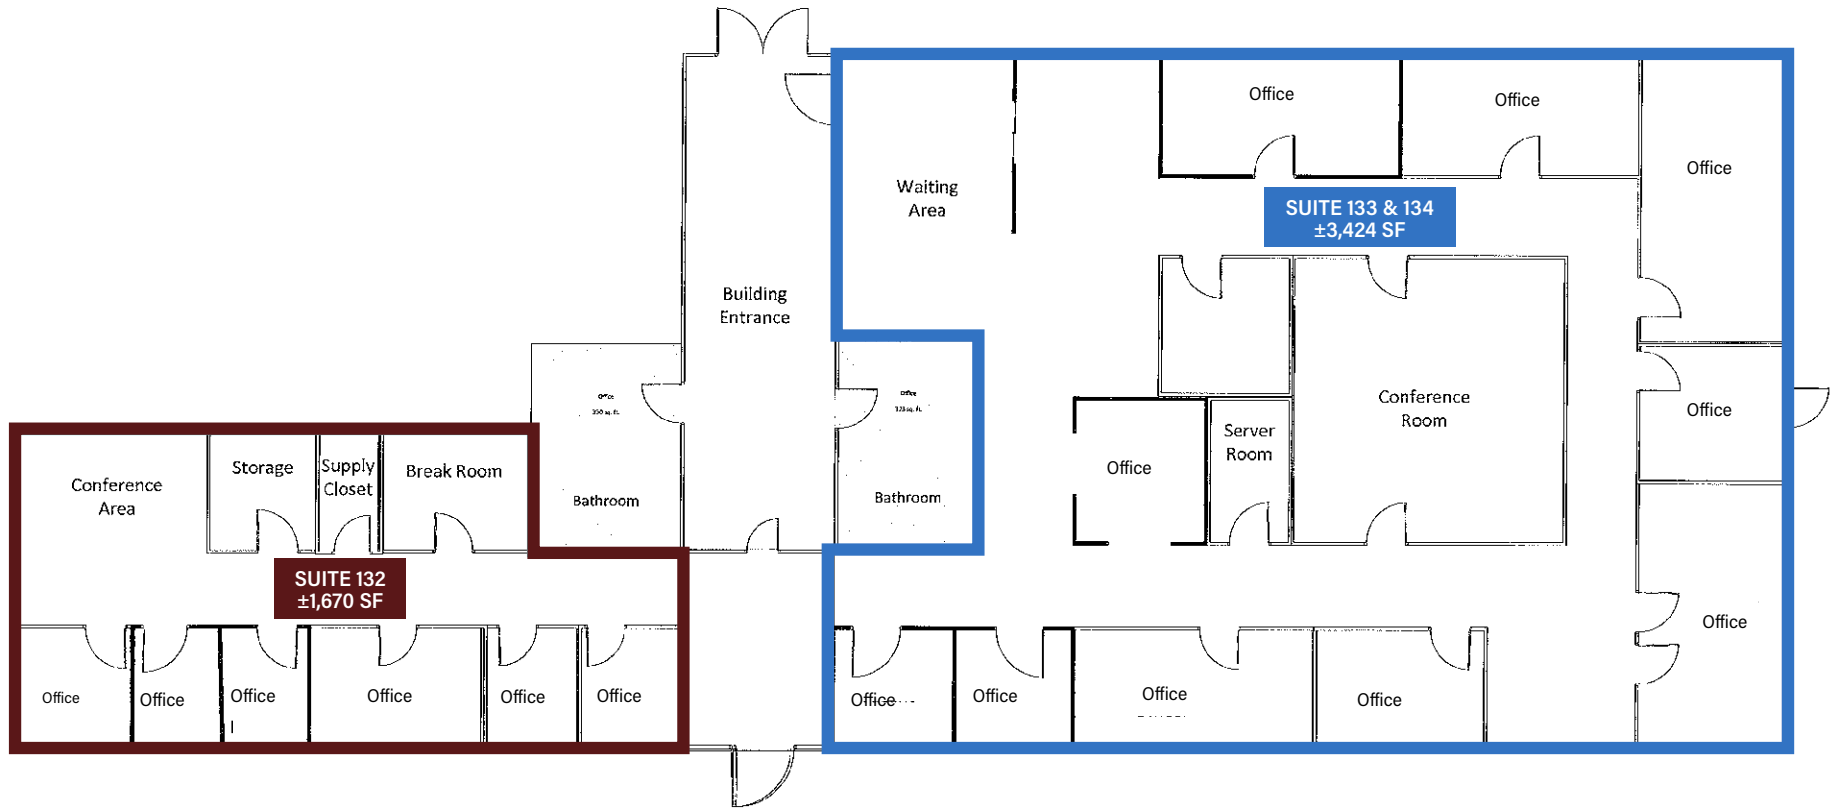 Office
Office
Office
Waiting
Area
SUITE 133 & 134
±3,424 SF
Building
Entrance
Office
Office
Conference
Room
Office
Server
Room
Office
Bathroom
Bathroom
Conference
Area
Storage
Supply
Closet
Break Room
SUITE 132
±1,670 SF
Office
Office
Office
Office
Office
Office
Office
Office
Office
Office
Office